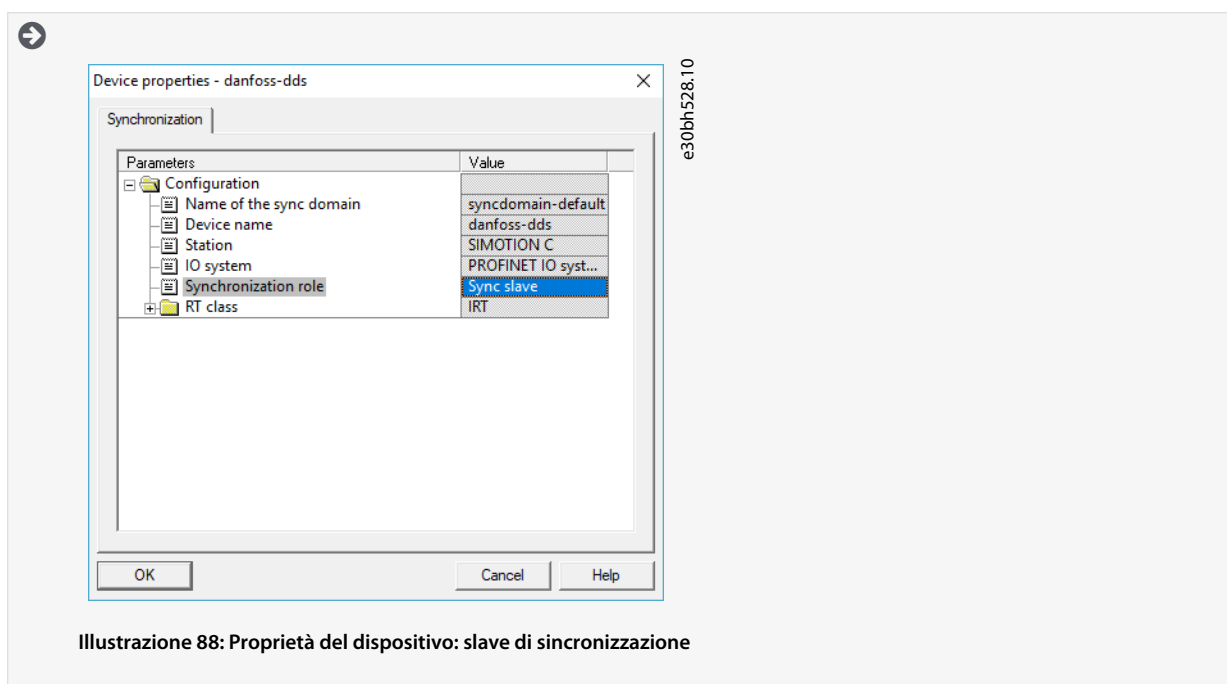 Device properties - danfoss-dds
Synchronization
Parameters Value
Configuration
Name of the sync domain syncdomain-default
Device name danfoss-dds
Station SIMOTION C
IO system PROFINET IO syst...
Synchronization role Sync slave
RT class IRT
OK Cancel Help
e30bh528.10
Illustrazione 88: Proprietà del dispositivo: slave di sincronizzazione